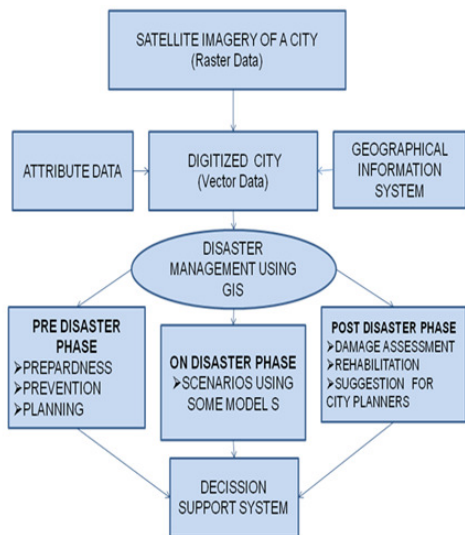 SATELLITE IMAGERY OF A CITY
(Raster Data)
ATTRIBUTE DATA
DIGITIZED CITY
(Vector Data)
GEOGRAPHICAL
INFORMATION
SYSTEM
DISASTER
MANAGEMENT USING
GIS
PRE DISASTER
PHASE
➢PREPARDNESS
➢PREVENTION
➢PLANNING
ON DISASTER PHASE
➢SCENARIOS USING
SOME MODEL S
POST DISASTER PHASE
➢DAMAGE ASSESSMENT
➢REHABILITATION
➢SUGGESTION FOR
CITY PLANNERS
DECISSION
SUPPORT SYSTEM